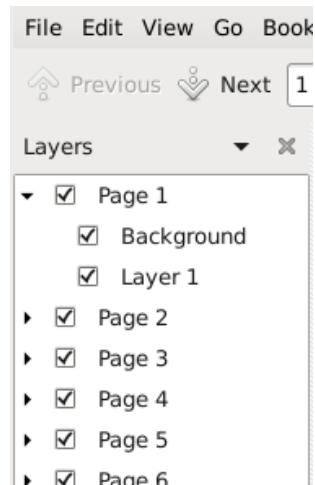 File Edit View Go Book
Previous Next 1
Layers
Page 1
Background
Layer 1
Page 2
Page 3
Page 4
Page 5
Page 6